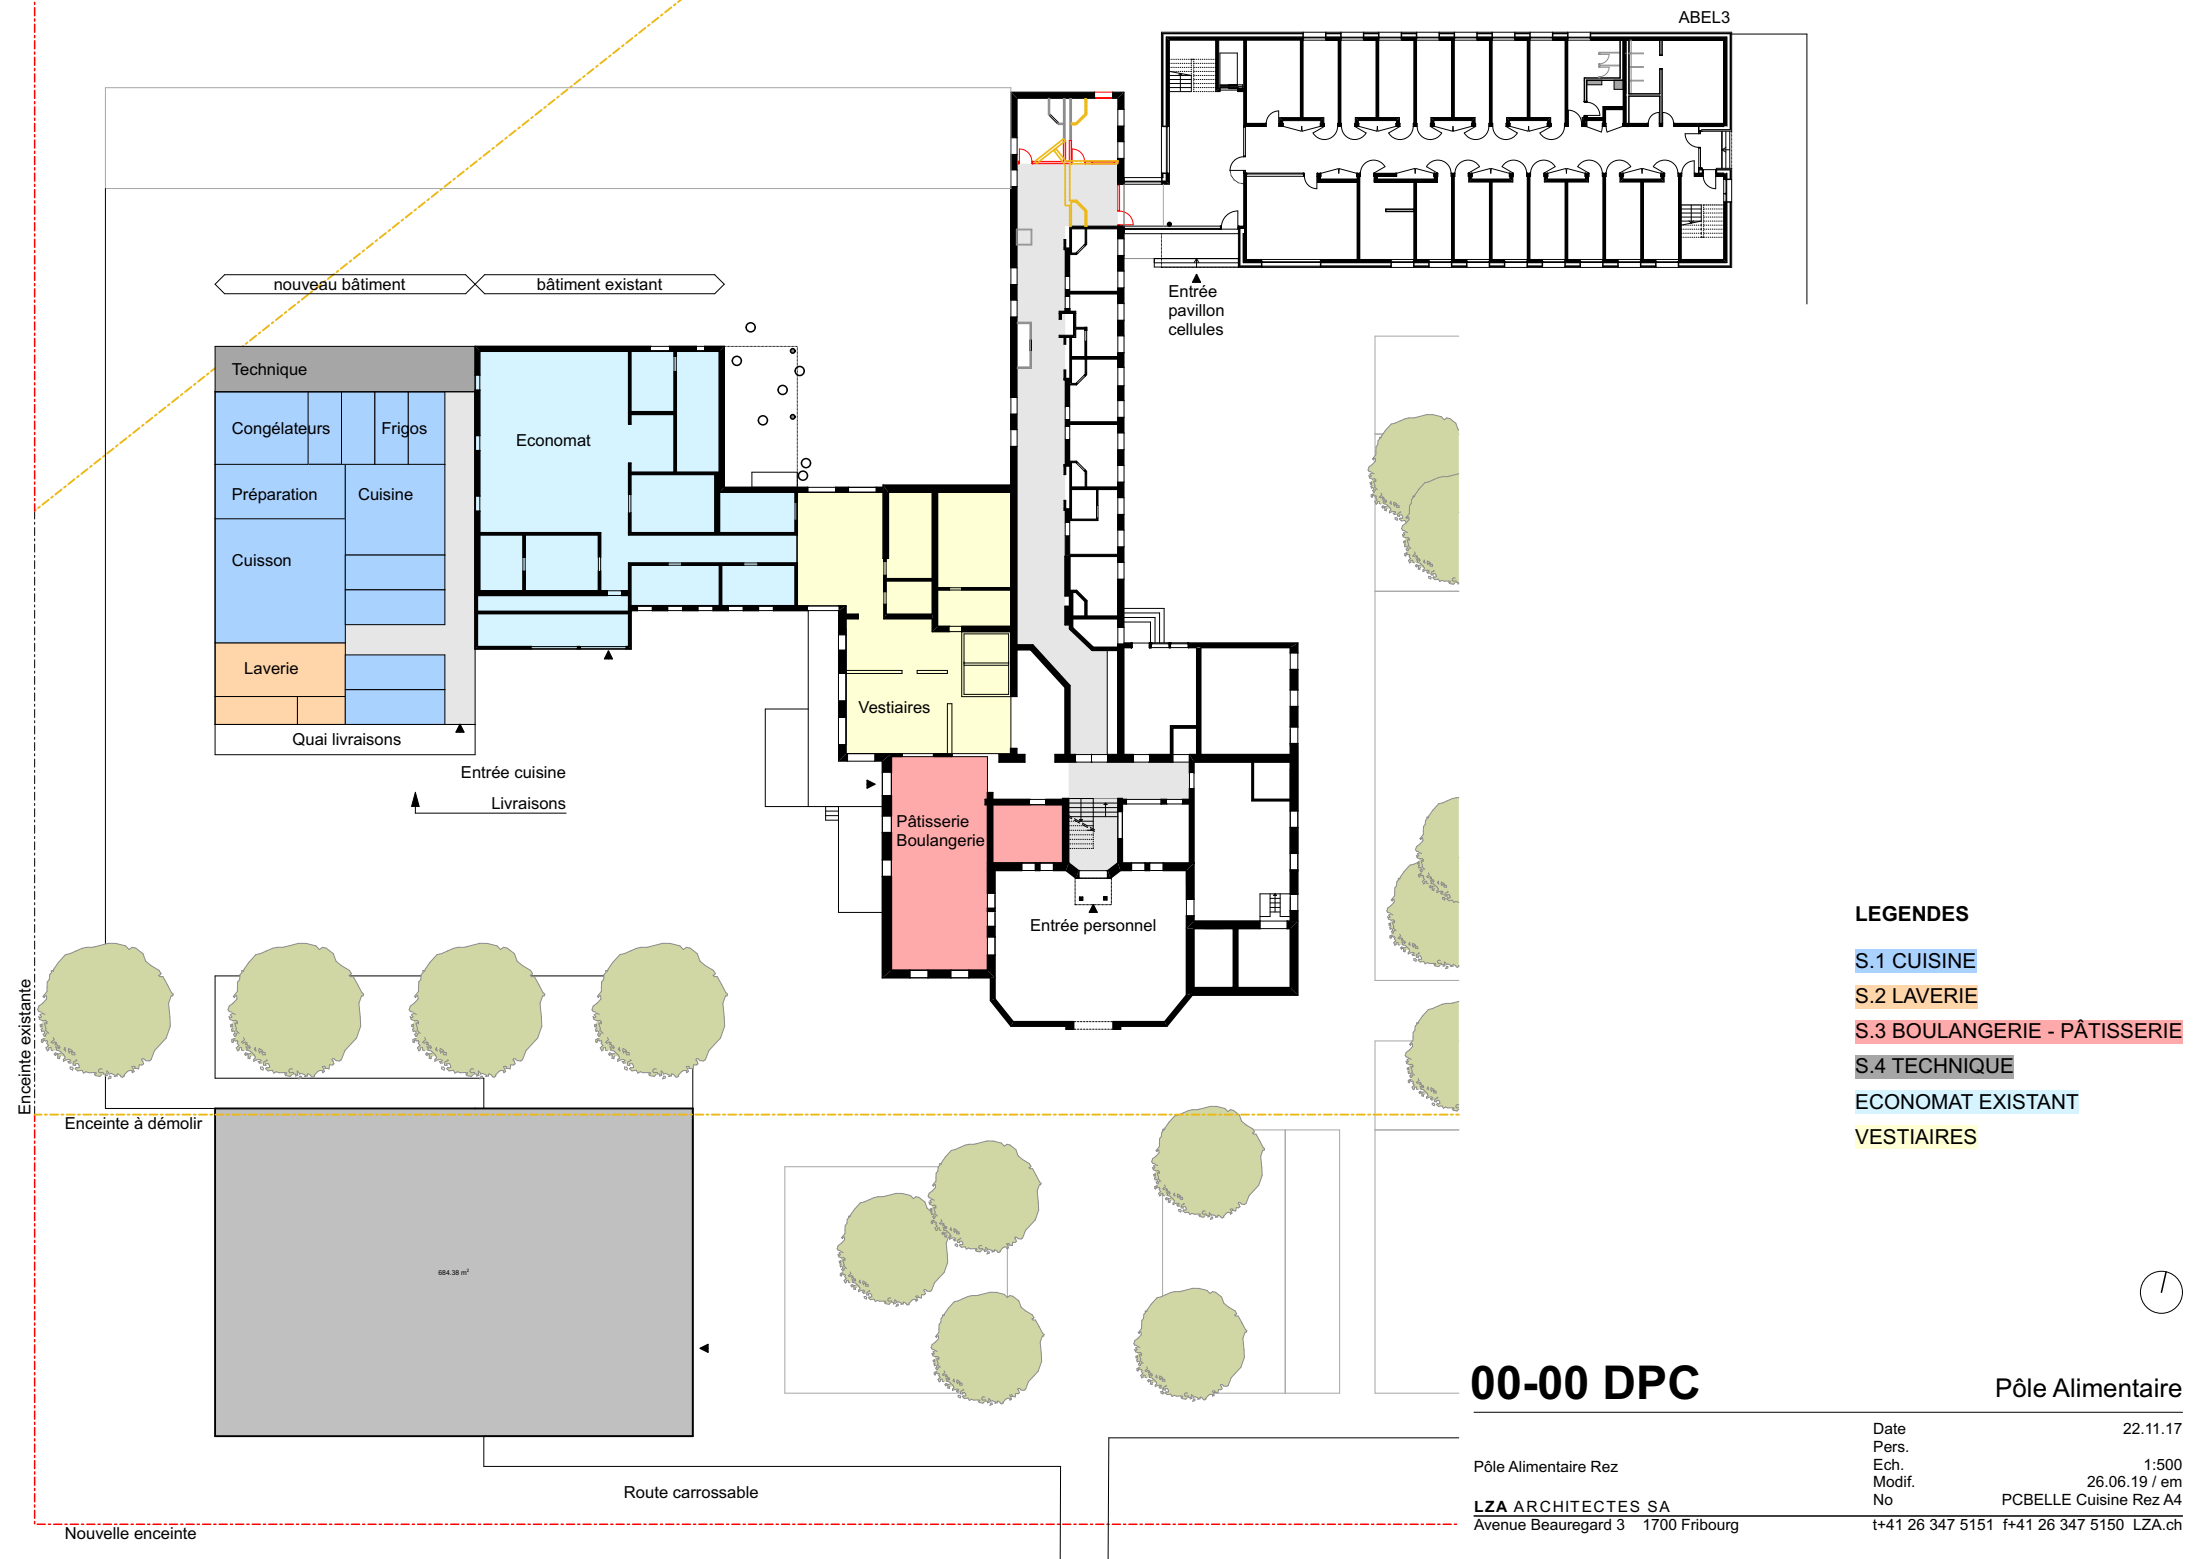 ABEL3
nouveau bâtiment
bâtiment existant
Entrée
pavillon
cellules
Technique
Congélateurs
Frigos
Economat
Préparation
Cuisine
Cuisson
Laverie
Vestiaires
Quai livraisons
Entrée cuisine
Livraisons
Pâtisserie
Boulangerie
Entrée personnel
LEGENDES
S.1 CUISINE
S.2 LAVERIE
S.3 BOULANGERIE - PÂTISSERIE
S.4 TECHNIQUE
ECONOMAT EXISTANT
VESTIAIRES
Enceinte existante
Enceinte à démolir
684.38 m²
Route carrossable
Nouvelle enceinte
00-00 DPC
Pôle Alimentaire
Date 22.11.17
Pers.
Pôle Alimentaire Rez
Ech. 1:500
Modif. 26.06.19 / em
No PCBELLE Cuisine Rez A4
LZA ARCHITECTES SA
Avenue Beauregard 3 1700 Fribourg
t+41 26 347 5151 f+41 26 347 5150 LZA.ch